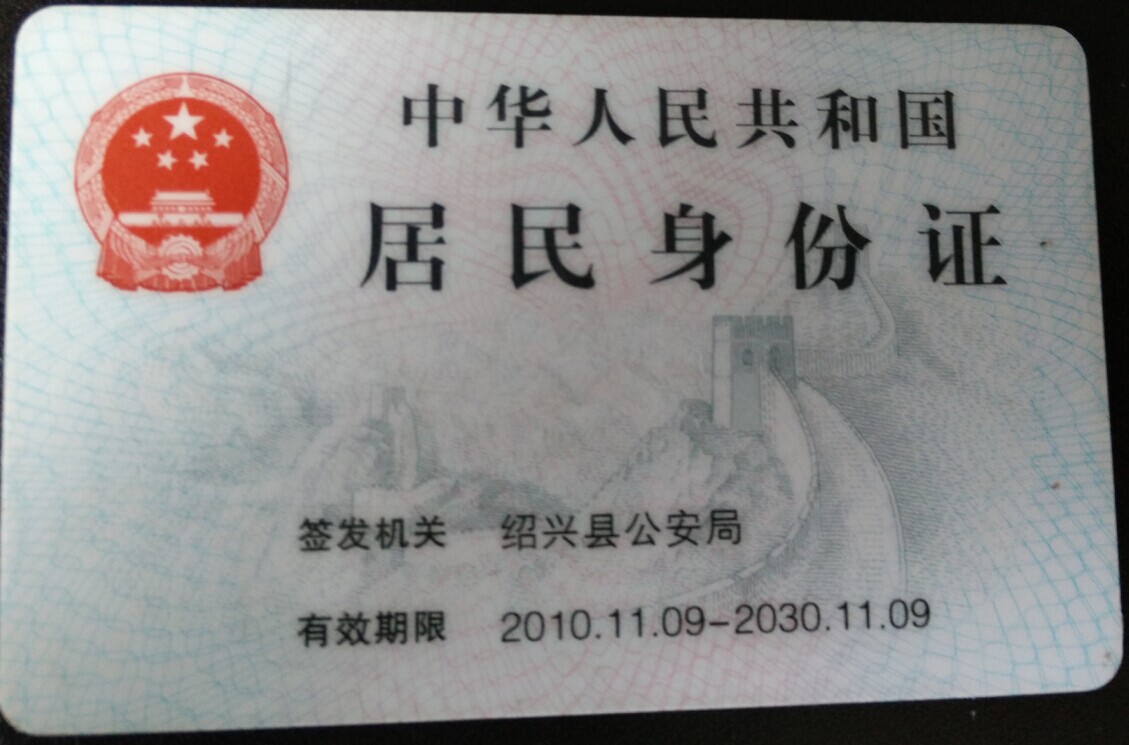 中华人民共和国
居民身份证
签发机关 绍兴县公安局
有效期限 2010.11.09-2030.11.09